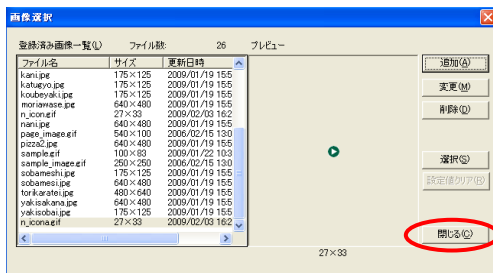 画像選択
登録済み画像一覧(L) ファイル数: 26 プレビュー
ファイル名 サイズ 更新日時
kani.jpg 175×125 2009/01/19 15:5
katugyo.jpg 175×125 2009/01/19 15:5
koubeyaki.jpg 175×125 2009/01/19 15:5
moriawase.jpg 640×480 2009/01/19 15:5
n_icon.gif 27×33 2009/02/03 16:2
nani.jpg 640×480 2009/01/19 15:5
page_image.gif 540×100 2006/02/15 13:0
pizza2.jpg 640×480 2009/01/19 15:5
sample.gif 100×83 2009/01/22 10:3
sample_image.gif 250×250 2006/02/15 13:0
sobameshi.jpg 175×125 2009/01/19 15:5
sobamesi.jpg 640×480 2009/01/19 15:5
torikaratei.jpg 480×640 2009/01/19 15:5
yakisakana.jpg 640×480 2009/01/19 15:5
yakisobai.jpg 175×125 2009/01/19 15:5
n_icona.gif 27×33 2009/02/03 16:2
27×33
追加(A)
変更(M)
削除(D)
選択(S)
設定値クリア(R)
閉じる(C)